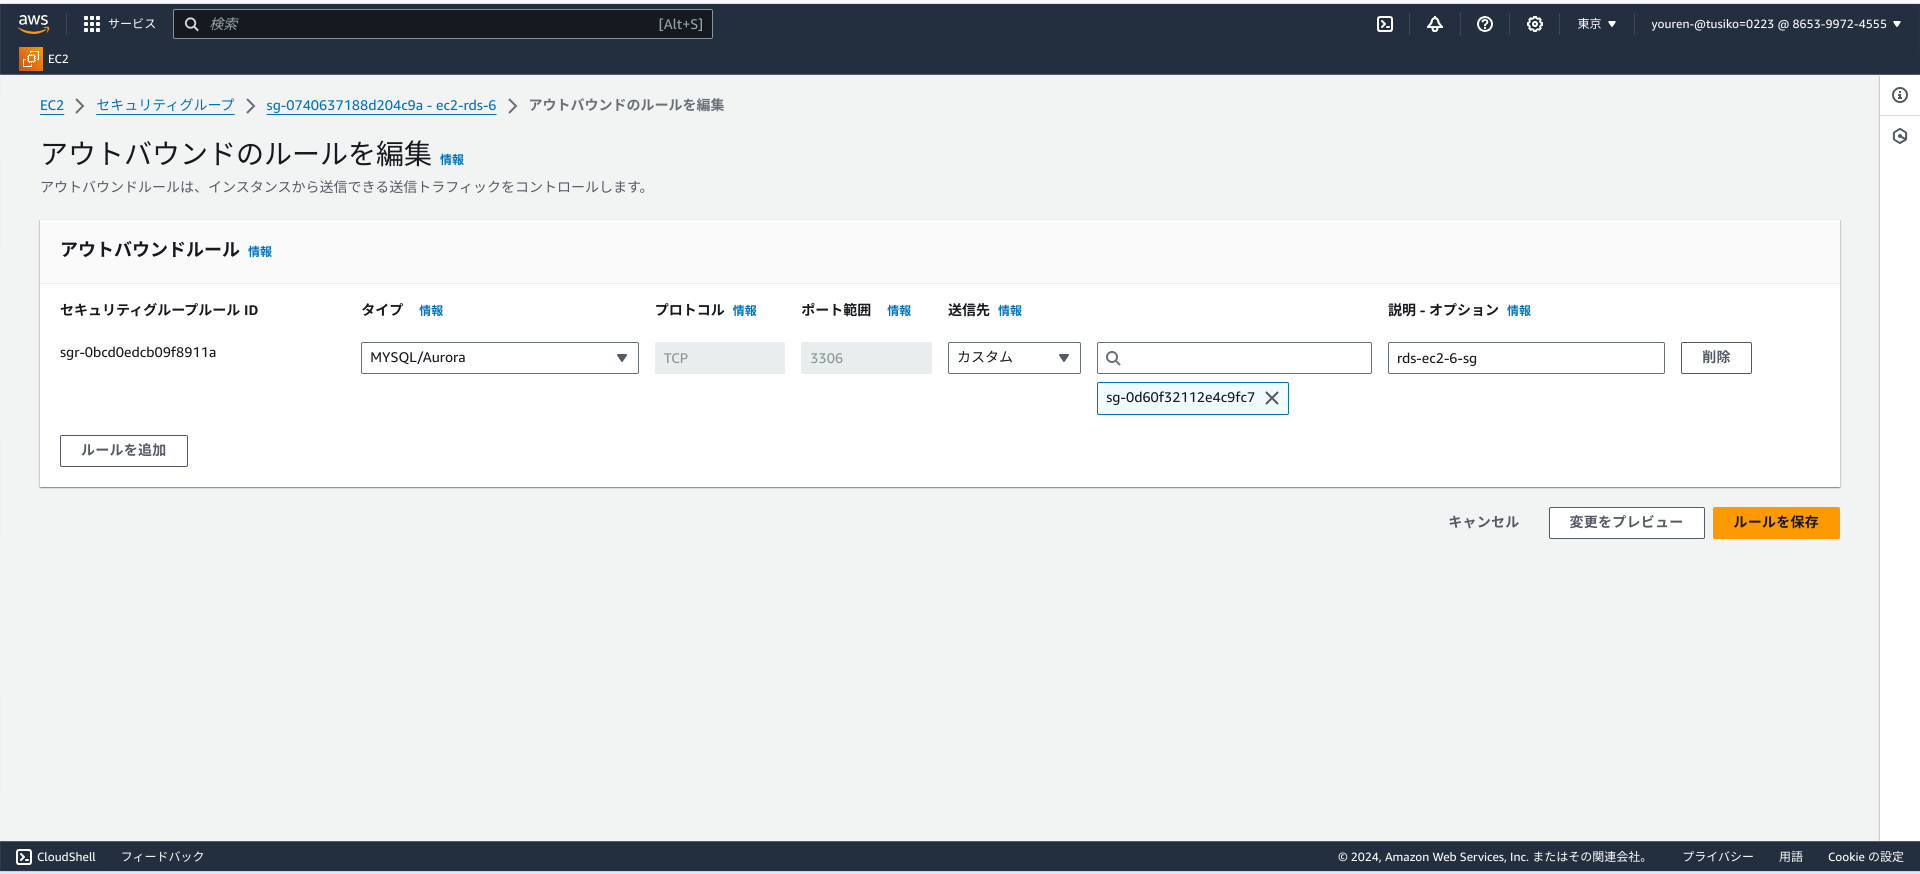 aws
サービス
検索
[Alt+S]
東京
youren-@tusiko=0223 @ 8653-9972-4555
EC2
EC2 > セキュリティグループ > sg-0740637188d204c9a - ec2-rds-6 > アウトバウンドのルールを編集
アウトバウンドのルールを編集 情報
アウトバウンドルールは、インスタンスから送信できる送信トラフィックをコントロールします。
アウトバウンドルール 情報
セキュリティグループルール ID
タイプ 情報
プロトコル 情報
ポート範囲 情報
送信先 情報
説明 - オプション 情報
sgr-0bcd0edcb09f8911a
MYSQL/Aurora
TCP
3306
カスタム
rds-ec2-6-sg
削除
sg-0d60f32112e4c9fc7
ルールを追加
キャンセル
変更をプレビュー
ルールを保存
CloudShell
フィードバック
© 2024, Amazon Web Services, Inc. またはその関連会社。
プライバシー
用語
Cookie の設定